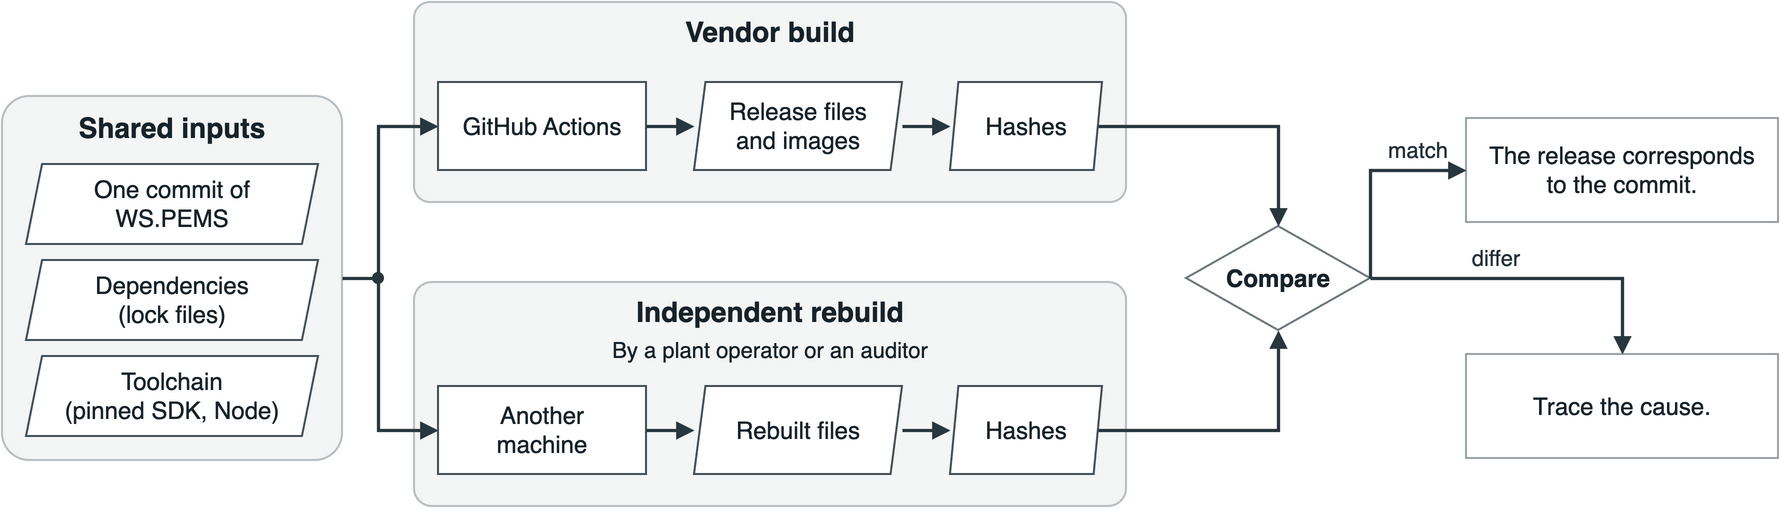 Shared inputs
One commit of
WS.PEMS
Dependencies
(lock files)
Toolchain
(pinned SDK, Node)
Vendor build
GitHub Actions
Release files
and images
Hashes
Independent rebuild
By a plant operator or an auditor
Another
machine
Rebuilt files
Hashes
Compare
match
The release corresponds
to the commit.
differ
Trace the cause.